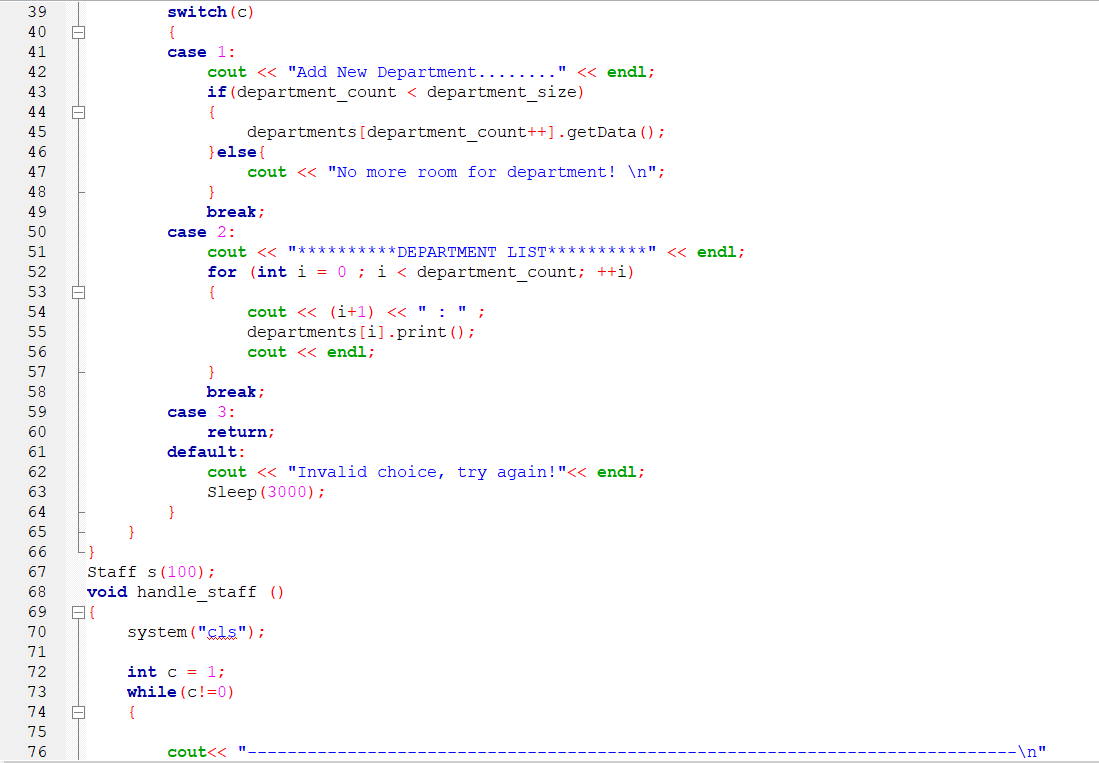 39 switch(c)
40 {
41 case 1:
42 cout << "Add New Department........" << endl;
43 if(department_count < department_size)
44 {
45 departments[department_count++].getData();
46 }else{
47 cout << "No more room for department! \n";
48 }
49 break;
50 case 2:
51 cout << "**********DEPARTMENT LIST**********" << endl;
52 for (int i = 0 ; i < department_count; ++i)
53 {
54 cout << (i+1) << " : " ;
55 departments[i].print();
56 cout << endl;
57 }
58 break;
59 case 3:
60 return;
61 default:
62 cout << "Invalid choice, try again!"<< endl;
63 Sleep(3000);
64 }
65 }
66 }
67 Staff s(100);
68 void handle_staff ()
69 {
70 system("cls");
71
72 int c = 1;
73 while(c!=0)
74 {
75
76 cout<< "-----------------------------------------------------------------------------\n"